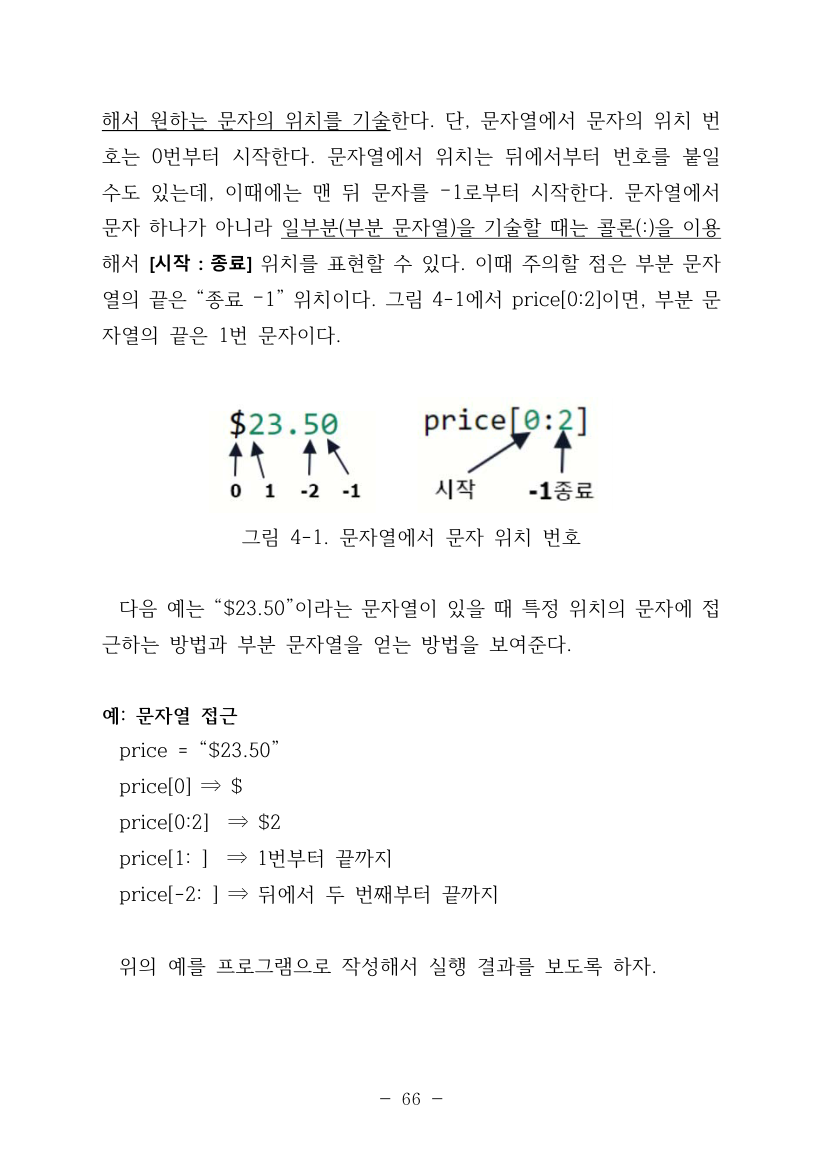 해서 원하는 문자의 위치를 기술한다. 단, 문자열에서 문자의 위치 번
호는 0번부터 시작한다. 문자열에서 위치는 뒤에서부터 번호를 붙일
수도 있는데, 이때에는 맨 뒤 문자를 -1로부터 시작한다. 문자열에서
문자 하나가 아니라 일부분(부분 문자열)을 기술할 때는 콜론(:)을 이용
해서 [시작 : 종료] 위치를 표현할 수 있다. 이때 주의할 점은 부분 문자
열의 끝은 “종료 -1” 위치이다. 그림 4-1에서 price[0:2]이면, 부분 문
자열의 끝은 1번 문자이다.
$23.50 price[0:2]
0 1 -2 -1 시작 -1종료
그림 4-1. 문자열에서 문자 위치 번호
다음 예는 “$23.50”이라는 문자열이 있을 때 특정 위치의 문자에 접
근하는 방법과 부분 문자열을 얻는 방법을 보여준다.
예: 문자열 접근
price = “$23.50”
price[0] ⇒ $
price[0:2] ⇒ $2
price[1: ] ⇒ 1번부터 끝까지
price[-2: ] ⇒ 뒤에서 두 번째부터 끝까지
위의 예를 프로그램으로 작성해서 실행 결과를 보도록 하자.
- 66 -